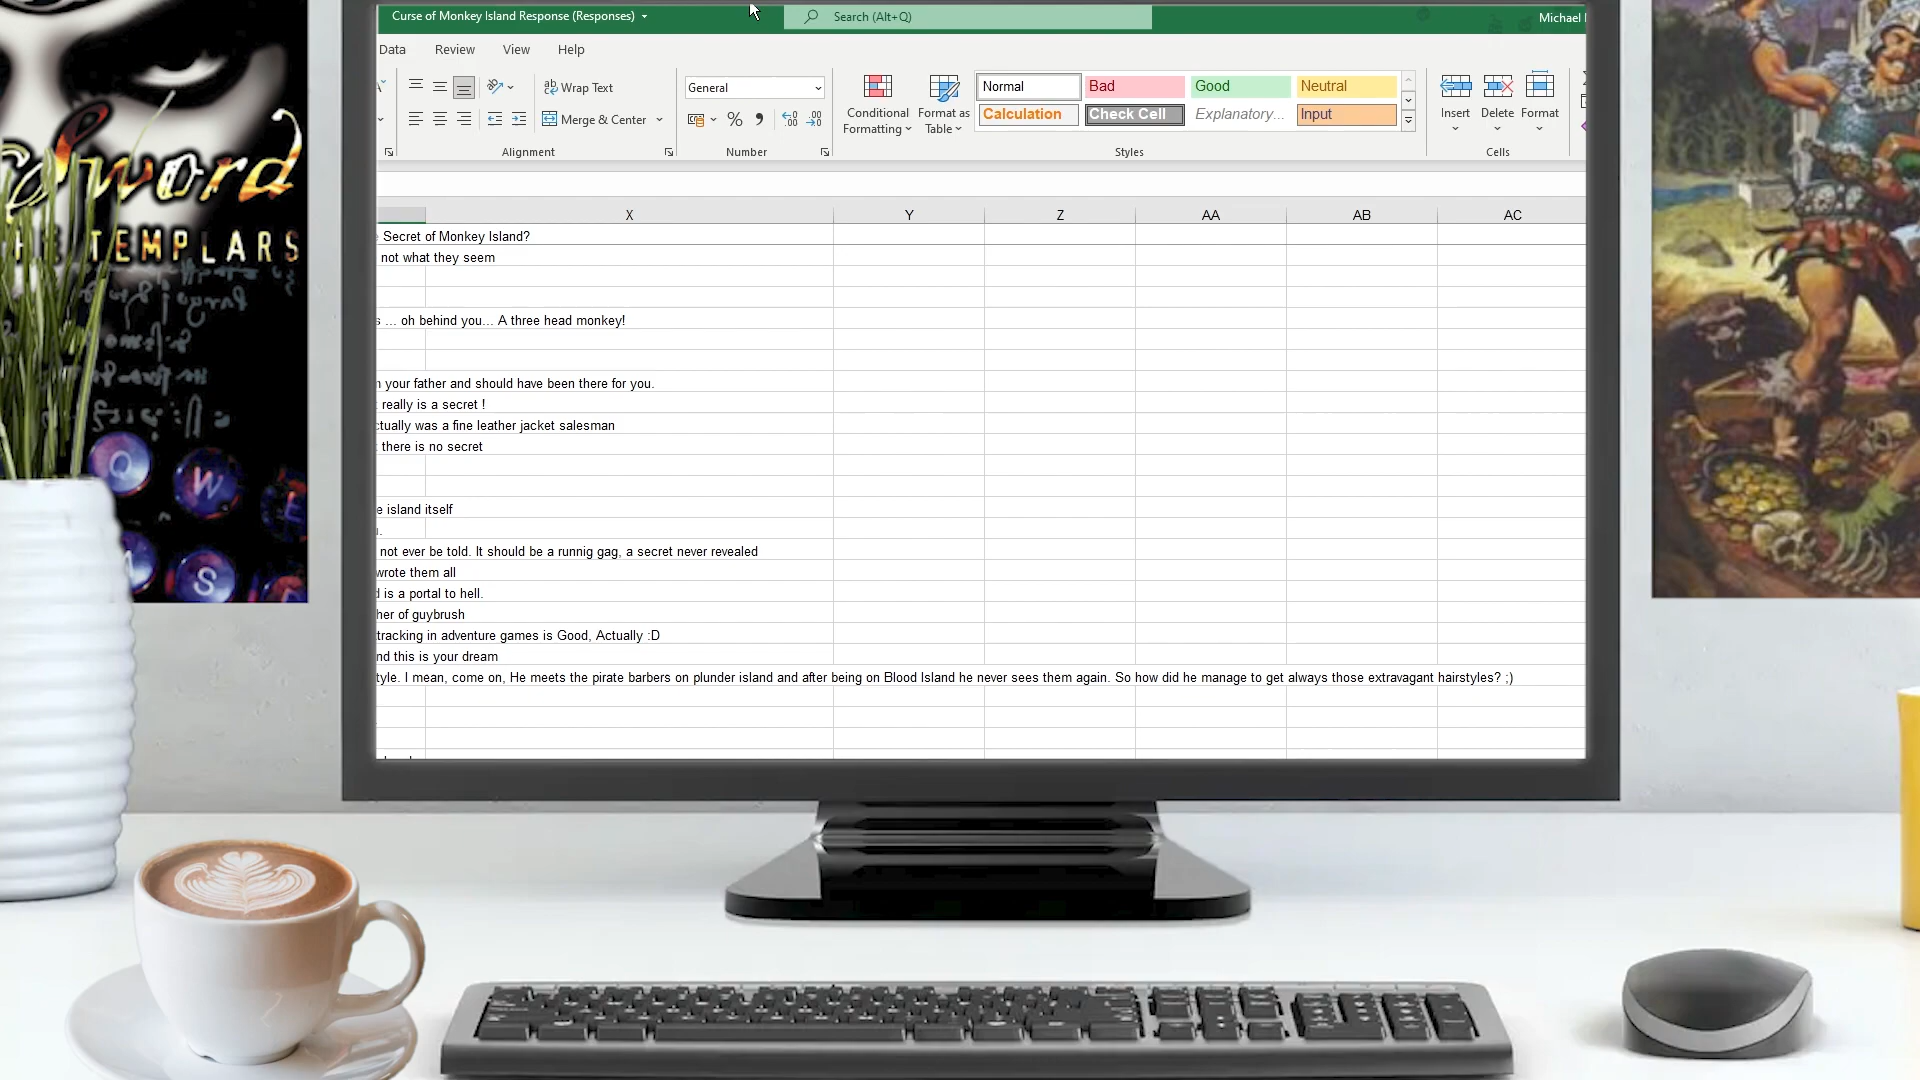 Curse of Monkey Island Response (Responses)
Search (Alt+Q)
Michael
Data Review View Help
Wrap Text
General
Merge & Center
Conditional Formatting
Format as Table
Normal Bad Good Neutral
Calculation Check Cell Explanatory... Input
Insert Delete Format
Alignment Number Styles Cells
X Y Z AA AB AC
Secret of Monkey Island?
not what they seem
... oh behind you... A three head monkey!
your father and should have been there for you.
really is a secret !
was a fine leather jacket salesman
there is no secret
island itself
not ever be told. It should be a runnig gag, a secret never revealed
wrote them all
is a portal to hell.
of guybrush
tracking in adventure games is Good, Actually :D
this is your dream
I mean, come on, He meets the pirate barbers on plunder island and after being on Blood Island he never sees them again. So how did he manage to get always those extravagant hairstyles? ;)
Sword
TEMPLARS
Q W E
A S